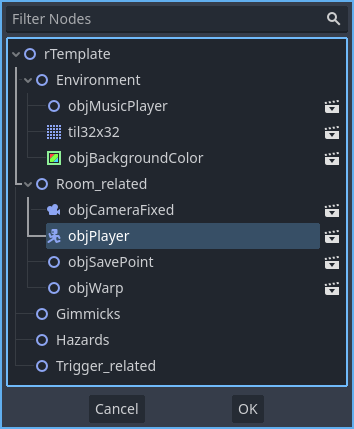 Filter Nodes
rTemplate
Environment
objMusicPlayer
til32x32
objBackgroundColor
Room_related
objCameraFixed
objPlayer
objSavePoint
objWarp
Gimmicks
Hazards
Trigger_related
Cancel OK